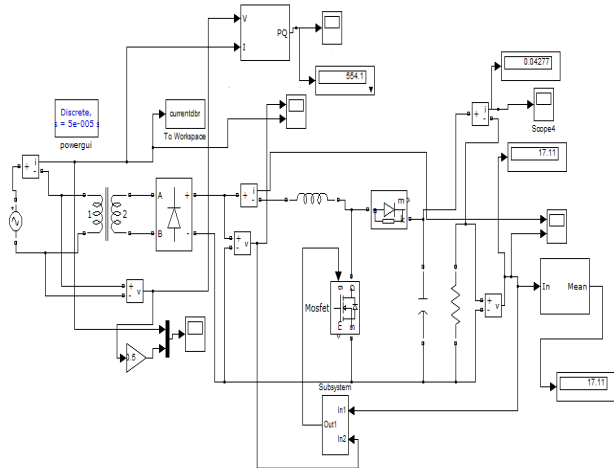 V
I
PQ
554.1
0.04277
Scope4
Discrete,
s = 5e-005 s
powergui
currentdbr
To Workspace
17.11
i
+
-
1
2
A
B
+
-
+
-
i
+
-
v
m
a
k
+
-
i
+
-
v
0.5
Mosfet
g
D
m
S
+
-
v
In
Mean
17.11
Subsystem
Out1
In1
In2